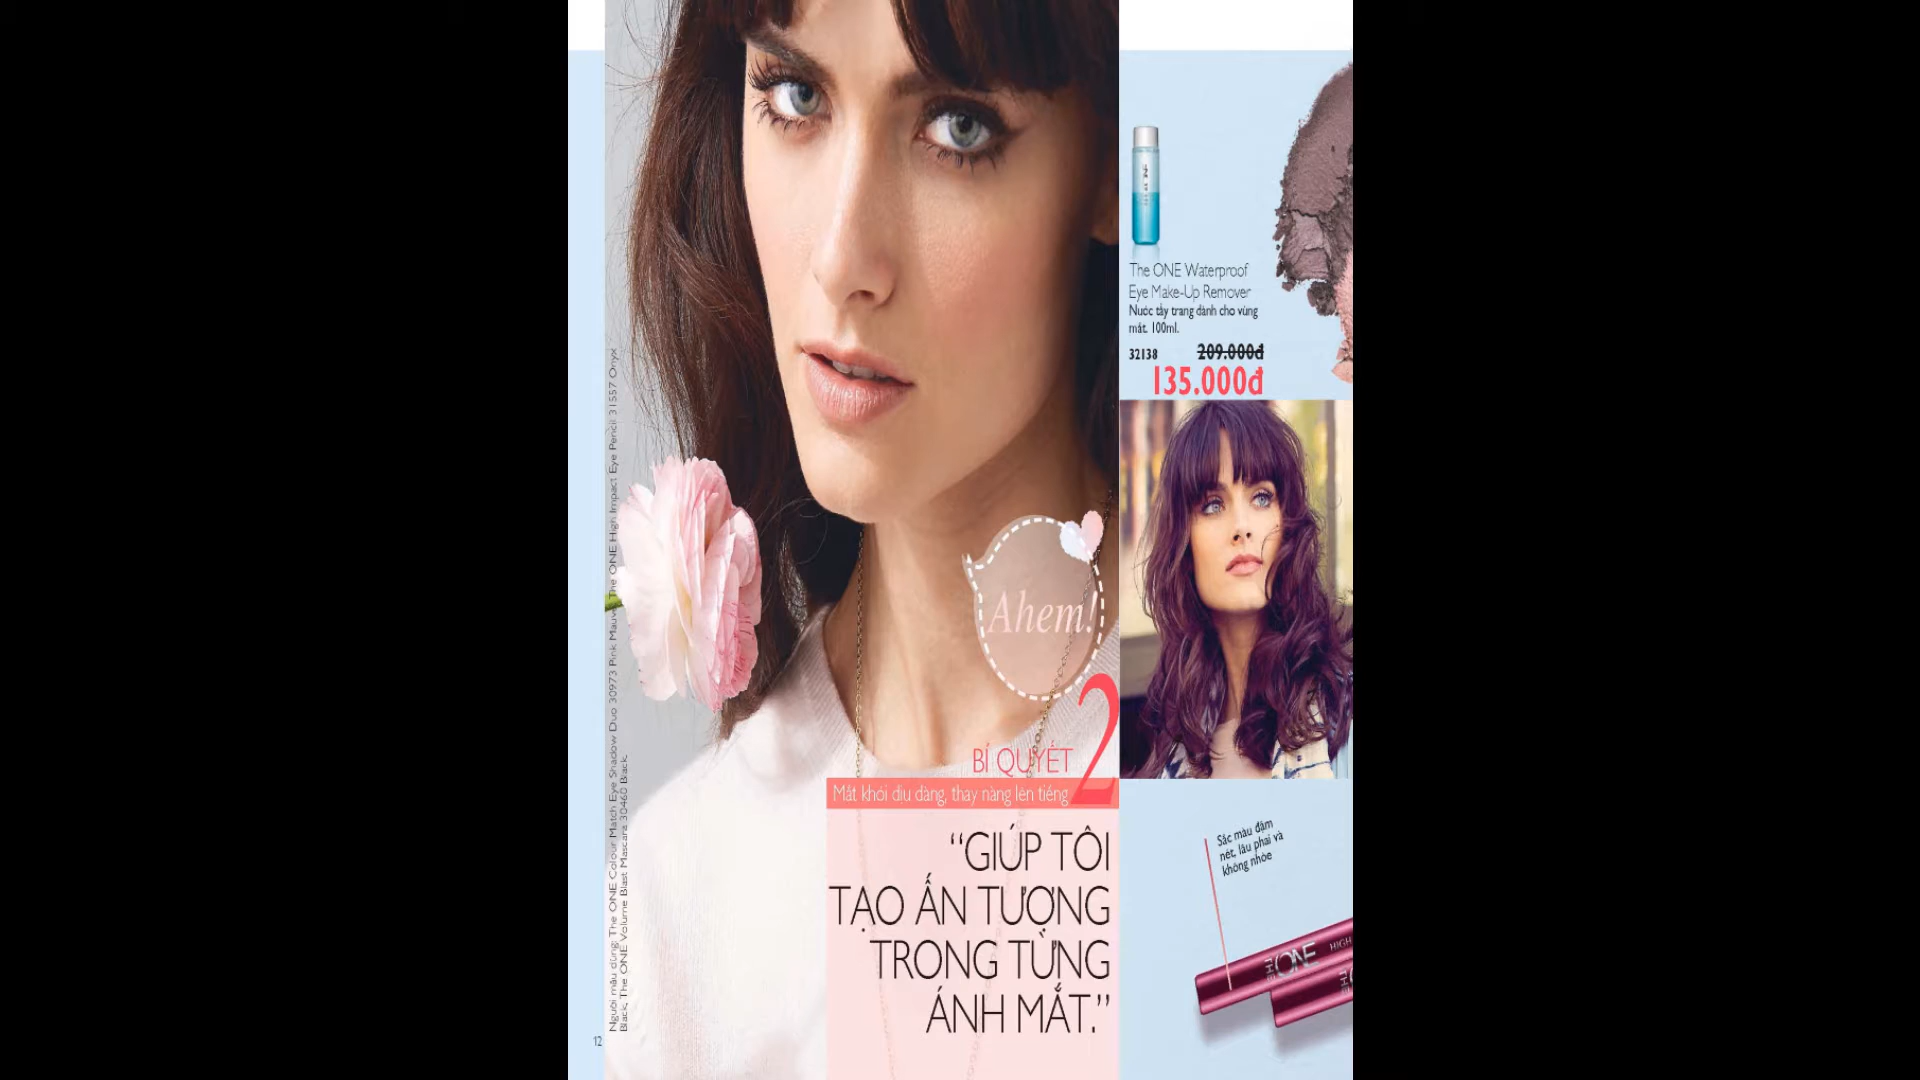 Người mẫu dùng: The ONE Colour Match Eye Shadow Duo 30973 Pink Mauve, The ONE High Impact Eye Pencil 31557 Onyx
Black, The ONE Volume Blast Mascara 30460 Black.
12
Ahem!
BÍ QUYẾT
2
Mắt khói dịu dàng, thay nàng lên tiếng
“GIÚP TÔI
TẠO ẤN TƯỢNG
TRONG TỪNG
ÁNH MẮT.”
The ONE Waterproof
Eye Make-Up Remover
Nước tẩy trang dành cho vùng
mắt. 100ml.
32138
209.000đ
135.000đ
Sắc màu đậm
nét, lâu phai và
không nhòe
THE ONE HIGH
THE